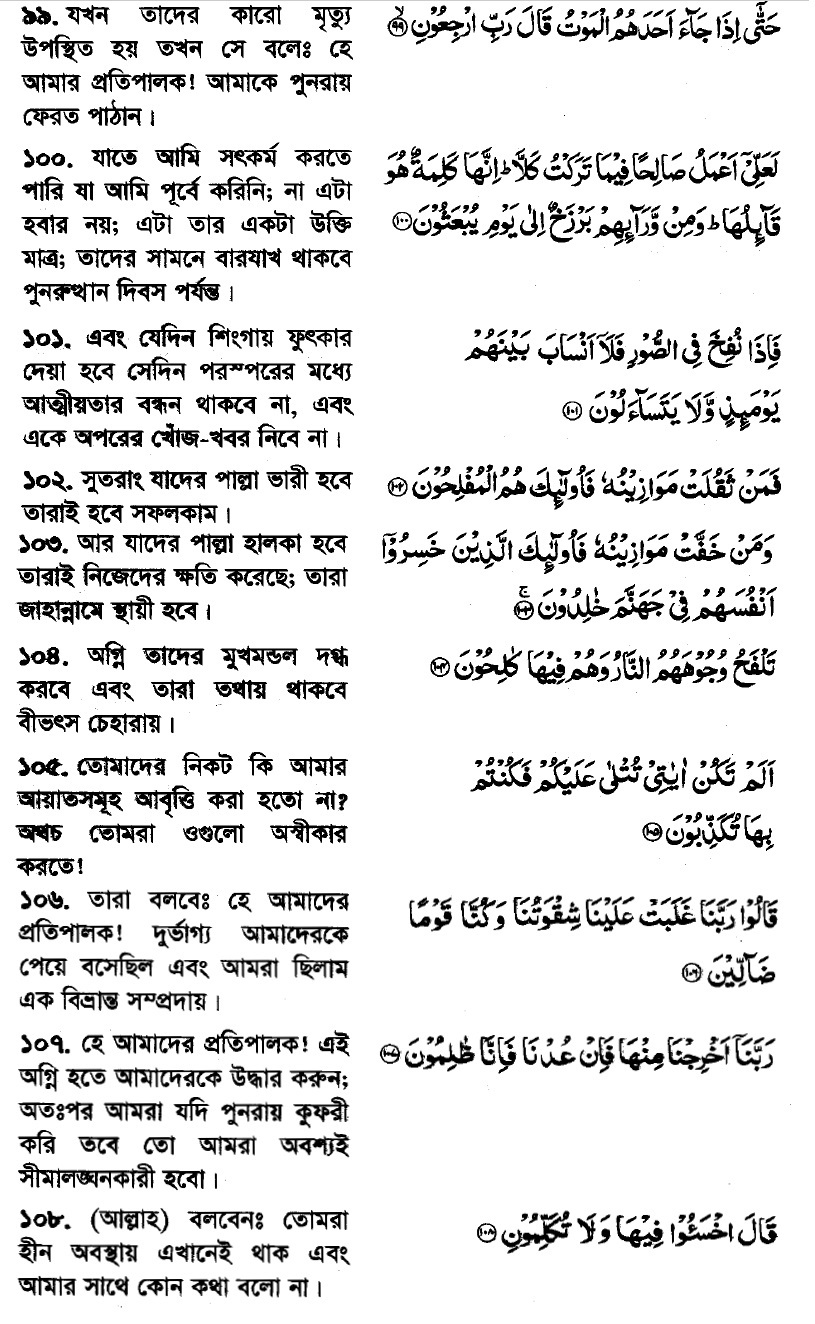 ৯৯. যখন তাদের কারো মৃত্যু
উপস্থিত হয় তখন সে বলেঃ হে
আমার প্রতিপালক! আমাকে পুনরায়
ফেরত পাঠান।
حَتّٰۤى اِذَا جَآءَ اَحَدَهُمُ الْمَوْتُ قَالَ رَبِّ ارْجِعُوْنِ ۙ﴿۹۹﴾
১০০. যাতে আমি সৎকর্ম করতে
পারি যা আমি পূর্বে করিনি; না এটা
হবার নয়; এটা তার একটা উক্তি
মাত্র; তাদের সামনে বারযাখ থাকবে
পুনরুত্থান দিবস পর্যন্ত।
لَعَلِّىْۤ اَعْمَلُ صَالِحًا فِيْمَا تَرَكْتُ كَلَّا ؕ اِنَّهَا كَلِمَةٌ هُوَ
قَآىِٕلُهَا ؕ وَمِنْ وَّرَآىِٕهِمْ بَرْزَخٌ اِلٰى يَوْمِ يُبْعَثُوْنَ ﴿۱۰۰﴾
১০১. এবং যেদিন শিংগায় ফুৎকার
দেয়া হবে সেদিন পরস্পরের মধ্যে
আত্মীয়তার বন্ধন থাকবে না, এবং
একে অপরের খোঁজ-খবর নিবে না।
فَاِذَا نُفِخَ فِى الصُّوْرِ فَلَاۤ اَنْسَابَ بَيْنَهُمْ
يَوْمَىِٕذٍ وَّلَا يَتَسَآءَلُوْنَ ﴿۱۰۱﴾
১০২. সুতরাং যাদের পাল্লা ভারী হবে
তারাই হবে সফলকাম।
فَمَنْ ثَقُلَتْ مَوَازِيْنُهٗ فَاُولٰٓىِٕكَ هُمُ الْمُفْلِحُوْنَ ﴿۱۰۲﴾
১০৩. আর যাদের পাল্লা হালকা হবে
তারাই নিজেদের ক্ষতি করেছে; তারা
জাহান্নামে স্থায়ী হবে।
وَمَنْ خَفَّتْ مَوَازِيْنُهٗ فَاُولٰٓىِٕكَ الَّذِيْنَ خَسِرُوْۤا
اَنْفُسَهُمْ فِىْ جَهَنَّمَ خٰلِدُوْنَ ۚ﴿۱۰۳﴾
১০৪. অগ্নি তাদের মুখমন্ডল দগ্ধ
করবে এবং তারা তথায় থাকবে
বীভৎস চেহারায়।
تَلْفَحُ وُجُوْهَهُمُ النَّارُ وَهُمْ فِيْهَا كٰلِحُوْنَ ﴿۱۰۴﴾
১০৫. তোমাদের নিকট কি আমার
আয়াতসমূহ আবৃত্তি করা হতো না?
অথচ তোমরা ওগুলো অস্বীকার
করতে!
اَلَمْ تَكُنْ اٰيٰتِىْ تُتْلٰى عَلَيْكُمْ فَكُنْتُمْ
بِهَا تُكَذِّبُوْنَ ﴿۱۰۵﴾
১০৬. তারা বলবেঃ হে আমাদের
প্রতিপালক! দুর্ভাগ্য আমাদেরকে
পেয়ে বসেছিল এবং আমরা ছিলাম
এক বিভ্রান্ত সম্প্রদায়।
قَالُوْا رَبَّنَا غَلَبَتْ عَلَيْنَا شِقْوَتُنَا وَكُنَّا قَوْمًا
ضَآلِّيْنَ ﴿۱۰۶﴾
১০৭. হে আমাদের প্রতিপালক! এই
অগ্নি হতে আমাদেরকে উদ্ধার করুন;
অতঃপর আমরা যদি পুনরায় কুফরী
করি তবে তো আমরা অবশ্যই
সীমালঙ্ঘনকারী হবো।
رَبَّنَاۤ اَخْرِجْنَا مِنْهَا فَاِنْ عُدْنَا فَاِنَّا ظٰلِمُوْنَ ﴿۱۰۷﴾
১০৮. (আল্লাহ) বলবেনঃ তোমরা
হীন অবস্থায় এখানেই থাক এবং
আমার সাথে কোন কথা বলো না।
قَالَ اخْسَـُٔوْا فِيْهَا وَلَا تُكَلِّمُوْنِ ﴿۱۰۸﴾